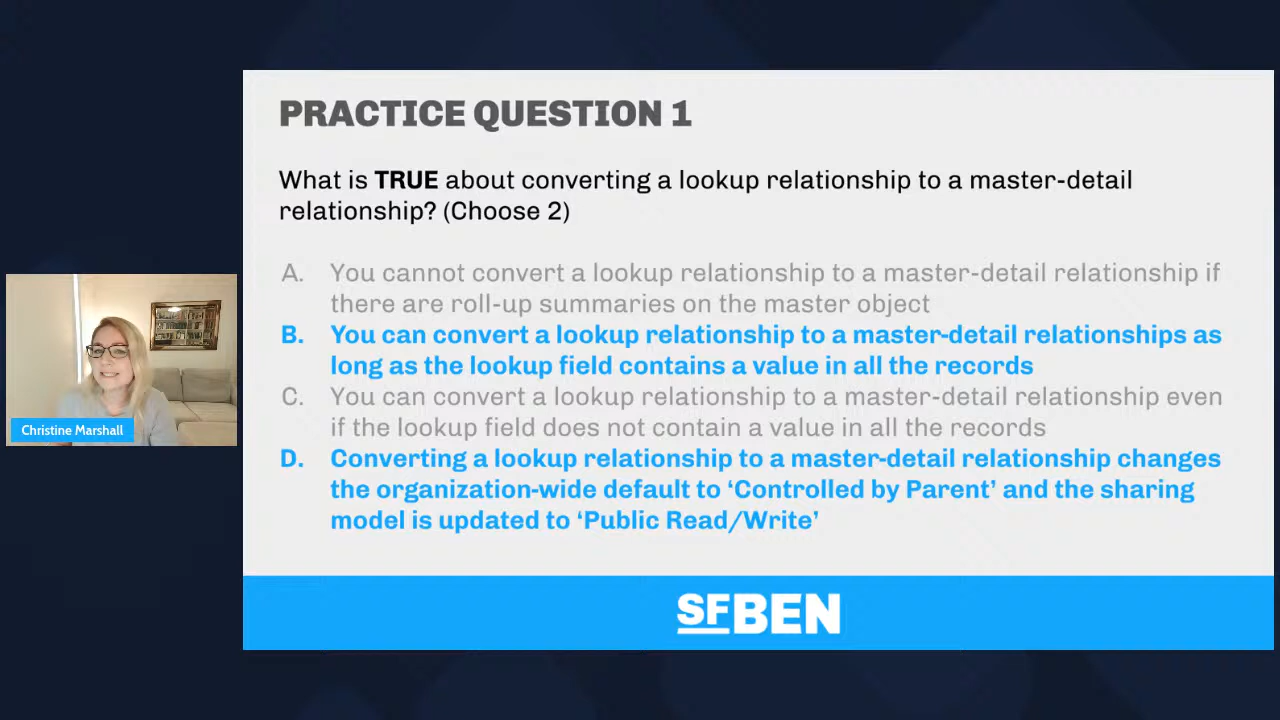 PRACTICE QUESTION 1
What is TRUE about converting a lookup relationship to a master-detail
relationship? (Choose 2)
A. You cannot convert a lookup relationship to a master-detail relationship if
there are roll-up summaries on the master object
B. You can convert a lookup relationship to a master-detail relationships as
long as the lookup field contains a value in all the records
C. You can convert a lookup relationship to a master-detail relationship even
if the lookup field does not contain a value in all the records
D. Converting a lookup relationship to a master-detail relationship changes
the organization-wide default to ‘Controlled by Parent’ and the sharing
model is updated to ‘Public Read/Write’
Christine Marshall
SFBEN